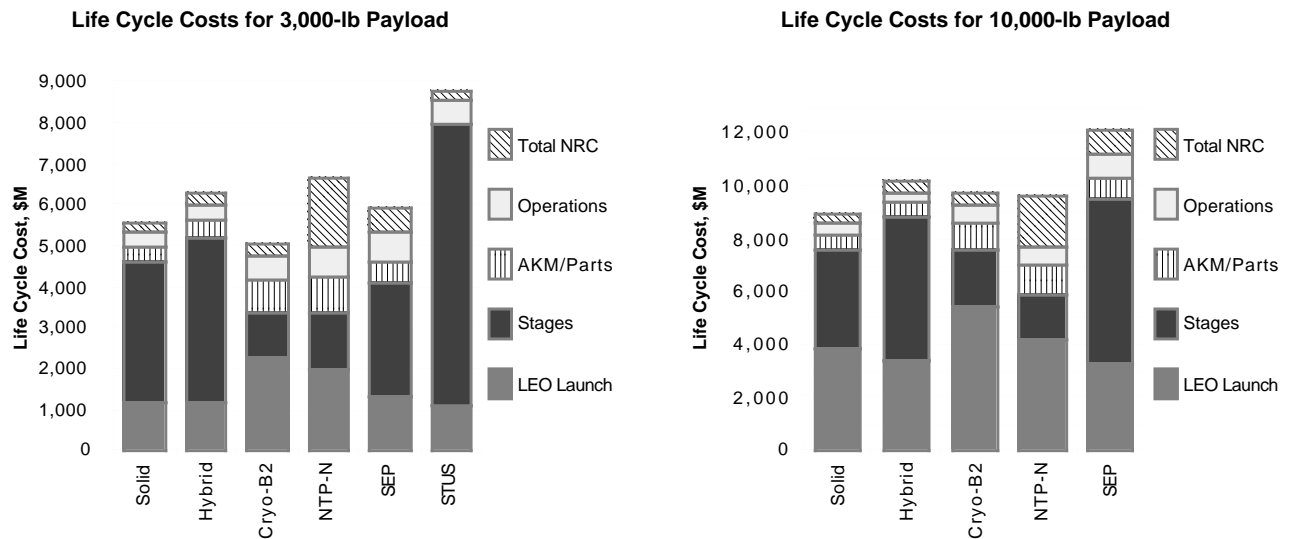 Life Cycle Costs for 3,000-lb Payload
Life Cycle Cost, $M
9,000
8,000
7,000
6,000
5,000
4,000
3,000
2,000
1,000
0
Solid
Hybrid
Cryo-B2
NTP-N
SEP
STUS
Total NRC
Operations
AKM/Parts
Stages
LEO Launch
Life Cycle Costs for 10,000-lb Payload
Life Cycle Cost, $M
12,000
10,000
8,000
6,000
4,000
2,000
0
Solid
Hybrid
Cryo-B2
NTP-N
SEP
Total NRC
Operations
AKM/Parts
Stages
LEO Launch